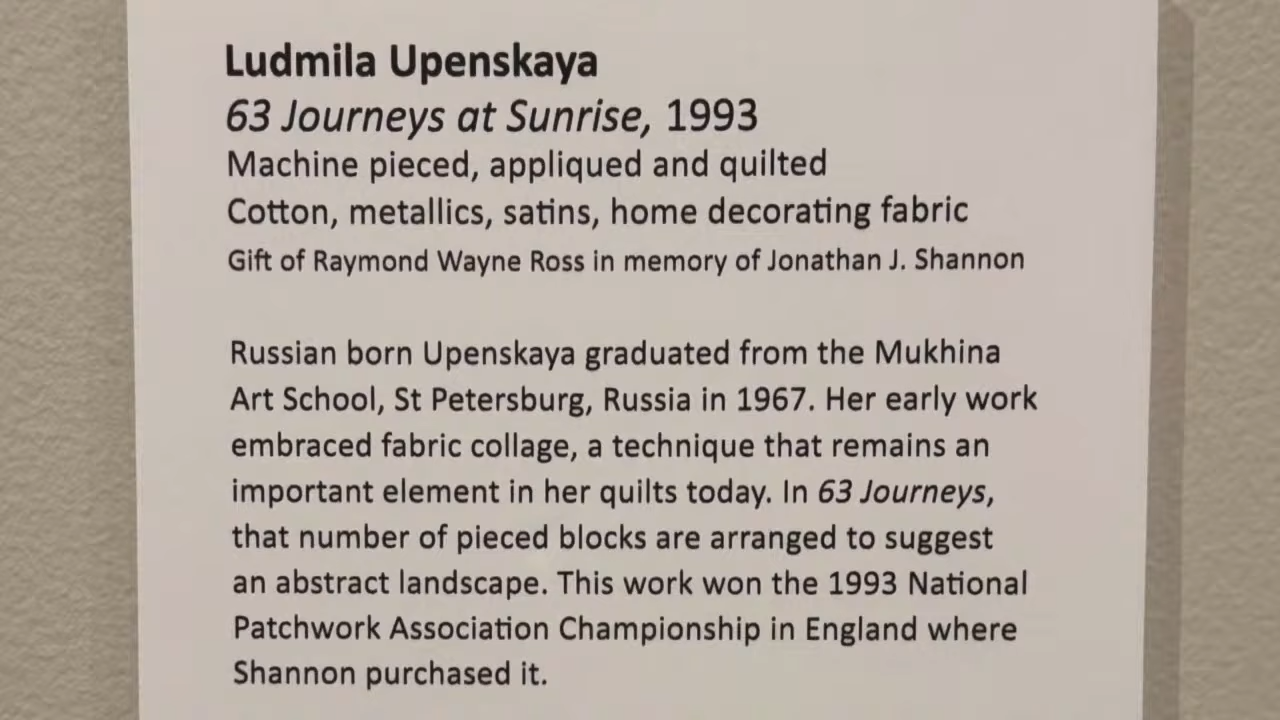 Ludmila Upenskaya
63 Journeys at Sunrise, 1993
Machine pieced, appliqued and quilted
Cotton, metallics, satins, home decorating fabric
Gift of Raymond Wayne Ross in memory of Jonathan J. Shannon
Russian born Upenskaya graduated from the Mukhina
Art School, St Petersburg, Russia in 1967. Her early work
embraced fabric collage, a technique that remains an
important element in her quilts today. In 63 Journeys,
that number of pieced blocks are arranged to suggest
an abstract landscape. This work won the 1993 National
Patchwork Association Championship in England where
Shannon purchased it.